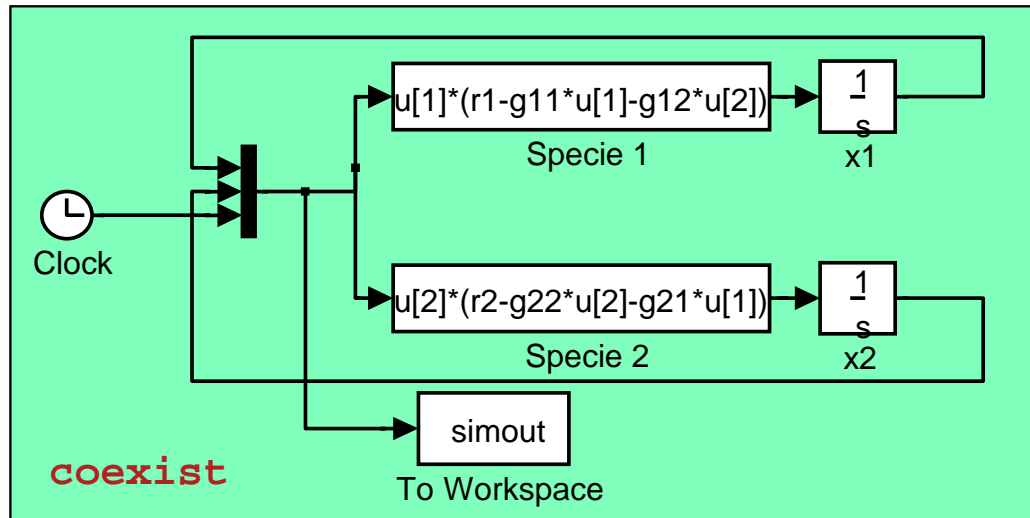 u[1]*(r1-g11*u[1]-g12*u[2])
1
s
Specie 1
x1
Clock
u[2]*(r2-g22*u[2]-g21*u[1])
1
s
Specie 2
x2
simout
coexist
To Workspace